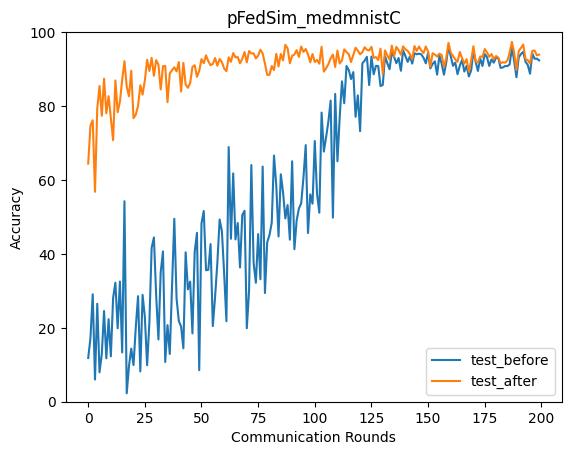 pFedSim_medmnistC
100
80
60
40
20
0
Accuracy
0 25 50 75 100 125 150 175 200
Communication Rounds
test_before
test_after